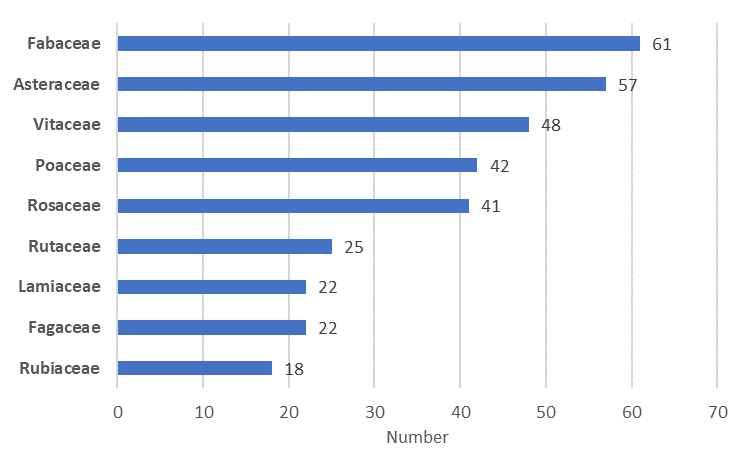 Fabaceae 61
Asteraceae 57
Vitaceae 48
Poaceae 42
Rosaceae 41
Rutaceae 25
Lamiaceae 22
Fagaceae 22
Rubiaceae 18
0 10 20 30 40 50 60 70
Number